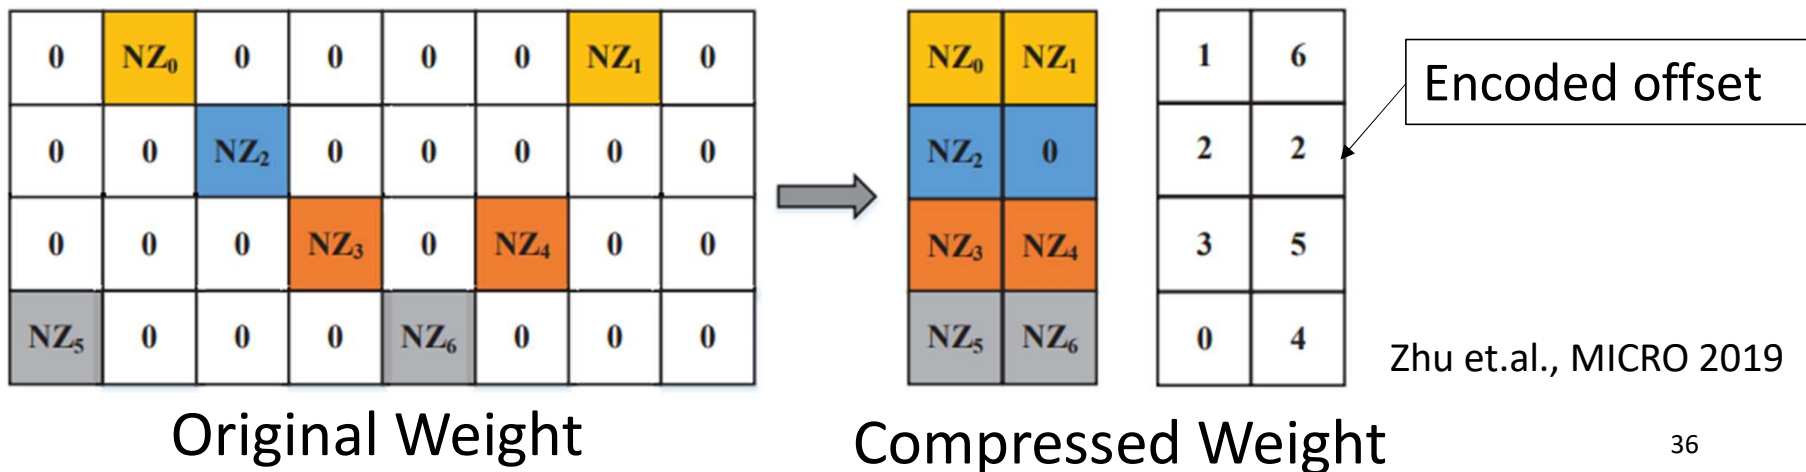 0 NZ₀ 0 0 0 0 NZ₁ 0 NZ₀ NZ₁ 1 6
Encoded offset
0 0 NZ₂ 0 0 0 0 0 NZ₂ 0 2 2
0 0 0 NZ₃ 0 NZ₄ 0 0 NZ₃ NZ₄ 3 5
NZ₅ 0 0 0 NZ₆ 0 0 0 NZ₅ NZ₆ 0 4
Zhu et.al., MICRO 2019
Original Weight Compressed Weight
36